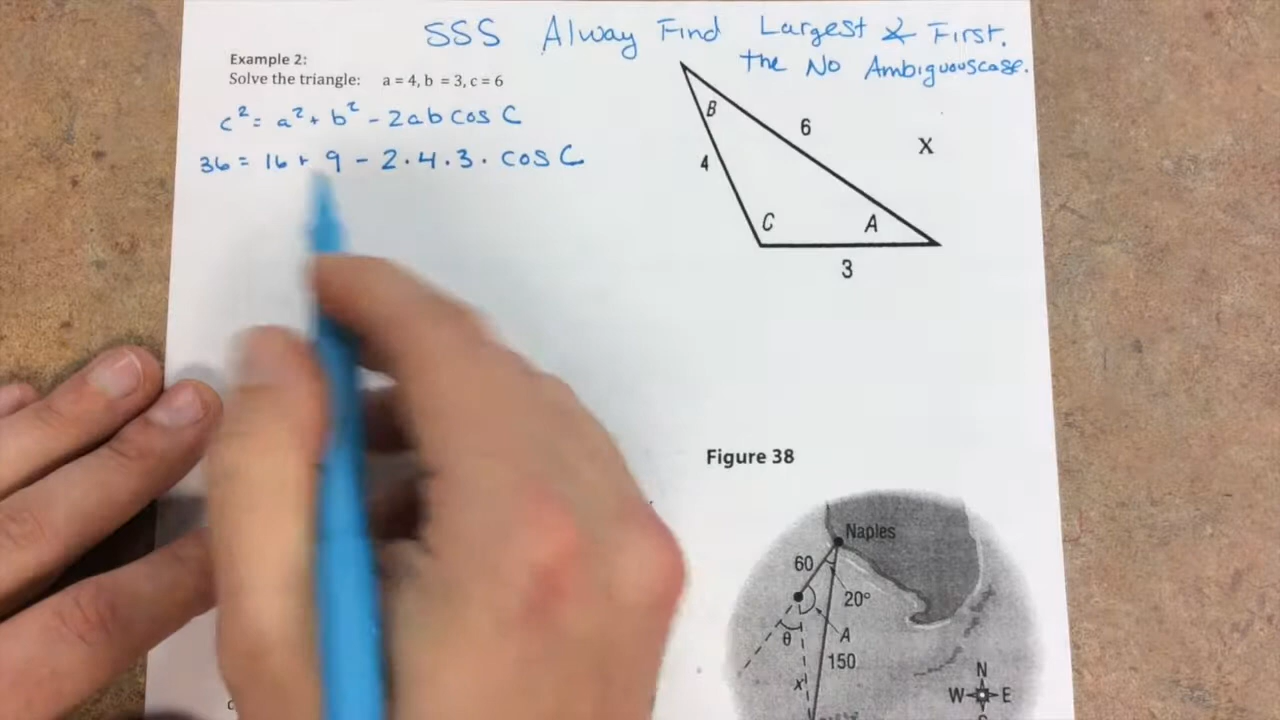 SSS Alway Find Largest ∡ First.
the No Ambiguouscase.
Example 2:
Solve the triangle: a = 4, b = 3, c = 6
c² = a² + b² - 2ab cos C
36 = 16 + 9 - 2·4·3· cos C
B
6
X
4
C
A
3
Figure 38
Naples
60
20°
A
θ
150
x
N
W E
S